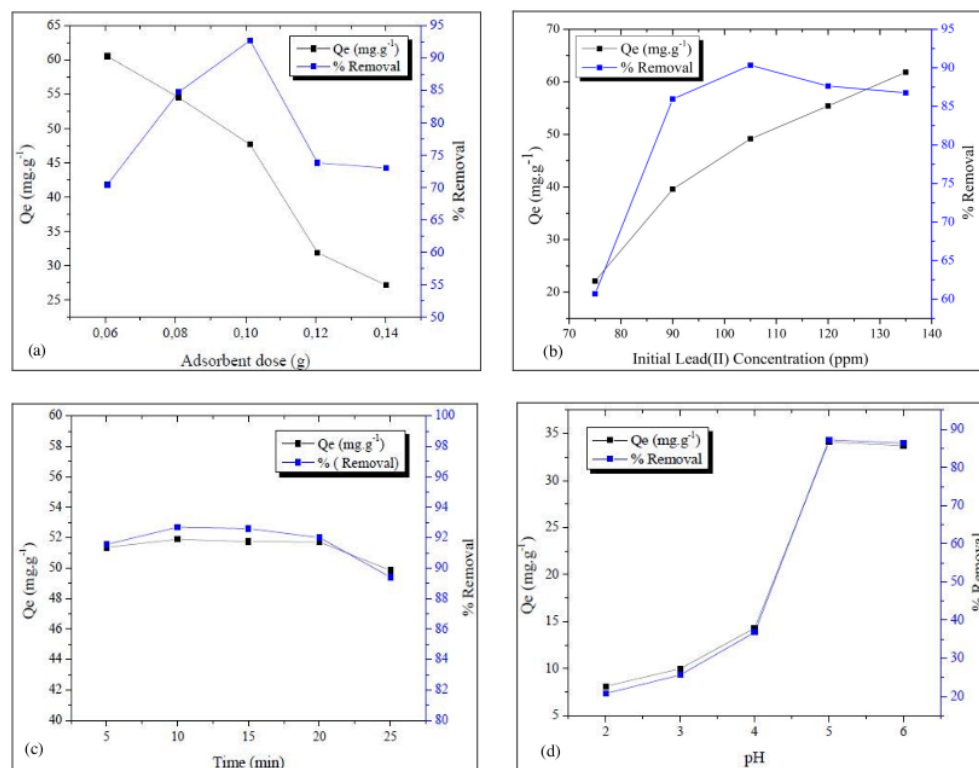 Qe (mg.g⁻¹)
% Removal
65
60
55
50
45
40
35
30
25
Qe (mg.g⁻¹)
95
90
85
80
75
70
65
60
55
50
% Removal
0,06 0,08 0,10 0,12 0,14
(a)
Adsorbent dose (g)
Qe (mg.g⁻¹)
% Removal
70
60
50
40
30
20
Qe (mg.g⁻¹)
95
90
85
80
75
70
65
60
% Removal
70 80 90 100 110 120 130 140
(b)
Initial Lead(II) Concentration (ppm)
Qe (mg.g⁻¹)
% ( Removal)
60
58
56
54
52
50
48
46
44
42
40
Qe (mg.g⁻¹)
100
98
96
94
92
90
88
86
84
82
80
% Removal
5 10 15 20 25
(c)
Time (min)
Qe (mg.g⁻¹)
% Removal
35
30
25
20
15
10
5
Qe (mg.g⁻¹)
90
80
70
60
50
40
30
20
% Removal
2 3 4 5 6
(d)
pH